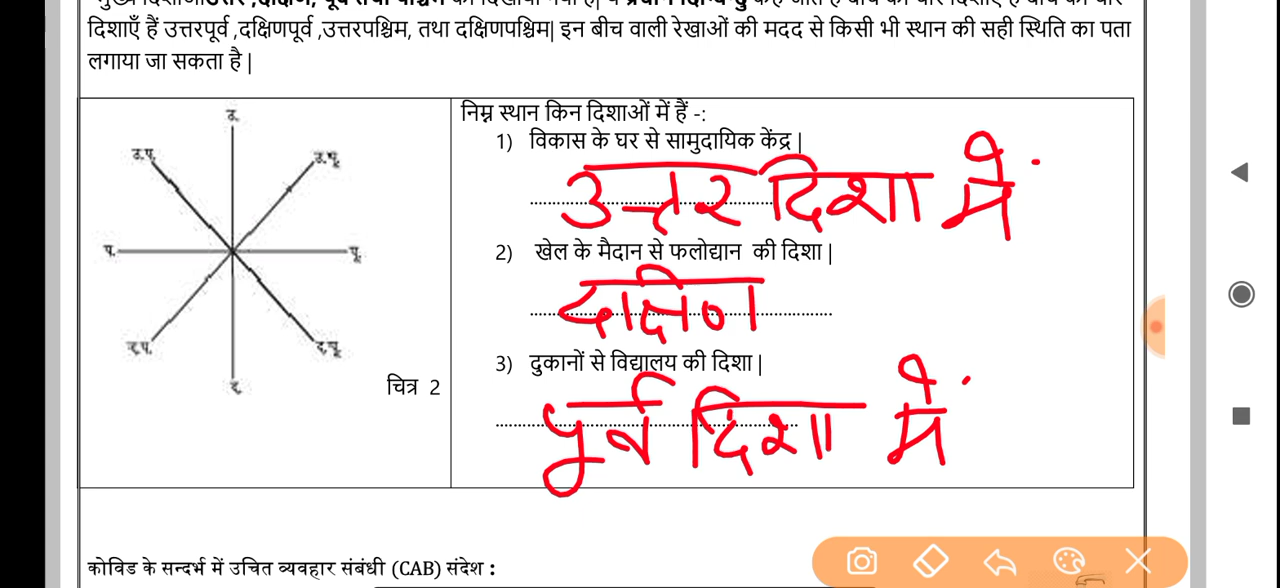 दिशाएँ हैं उत्तरपूर्व ,दक्षिणपूर्व ,उत्तरपश्चिम, तथा दक्षिणपश्चिम| इन बीच वाली रेखाओं की मदद से किसी भी स्थान की सही स्थिति का पता
लगाया जा सकता है |
उ.
उ.प.
उ.पू.
प.
पू.
द.प.
द.पू.
द.
चित्र 2
निम्न स्थान किन दिशाओं में हैं -:
1) विकास के घर से सामुदायिक केंद्र |
उत्तर दिशा में
2) खेल के मैदान से फलोद्यान की दिशा |
दक्षिण
3) दुकानों से विद्यालय की दिशा |
पूर्व दिशा में
कोविड के सन्दर्भ में उचित व्यवहार संबंधी (CAB) संदेश :